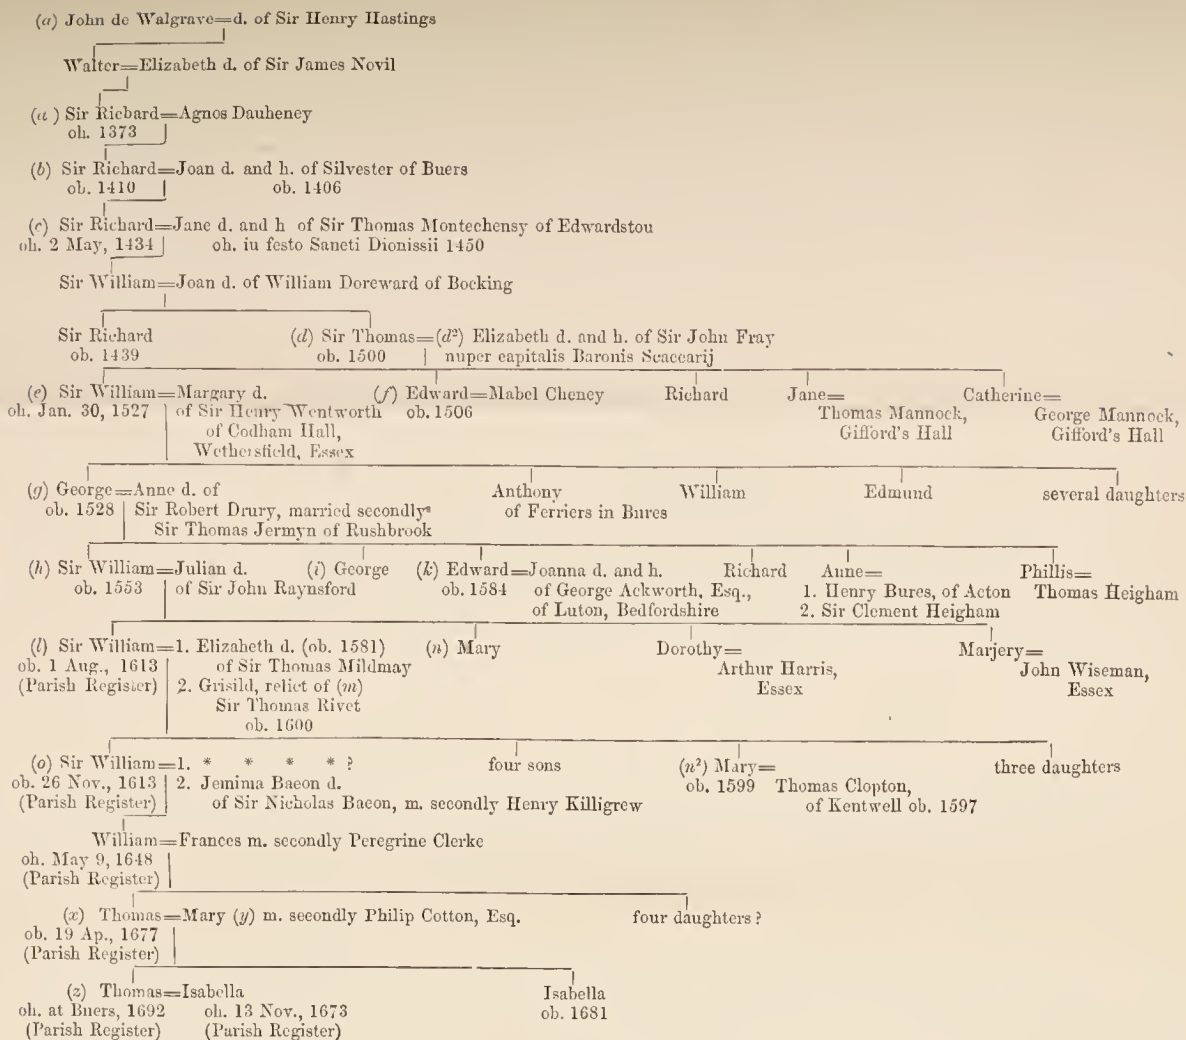 (a) John de Walgrave=d. of Sir Henry Hastings
Walter=Elizabeth d. of Sir James Novil
(a ) Sir Richard=Agnos Dauheney
oh. 1373
(b) Sir Richard=Joan d. and h. of Silvester of Buers
ob. 1410 ob. 1406
(c) Sir Richard=Jane d. and h of Sir Thomas Montechensy of Edwardstou
oh. 2 May, 1434 oh. iu festo Saneti Dionissii 1450
Sir William=Joan d. of William Doreward of Bocking
Sir Richard (d) Sir Thomas=(d²) Elizabeth d. and h. of Sir John Fray
ob. 1439 ob. 1500 nuper capitalis Baronis Scaccarij
(e) Sir William=Margary d. (f) Edward=Mabel Cheney Richard Jane= Catherine=
oh. Jan. 30, 1527 of Sir Henry Wentworth ob. 1506 Thomas Mannock, George Mannock,
of Codham Hall, Gifford's Hall Gifford's Hall
Wethersfield, Essex
(g) George=Anne d. of Anthony William Edmund several daughters
ob. 1528 Sir Robert Drury, married secondly of Ferriers in Bures
Sir Thomas Jermyn of Rushbrook
(h) Sir William=Julian d. (i) George (k) Edward=Joanna d. and h. Richard Anne= Phillis=
ob. 1553 of Sir John Raynsford ob. 1584 of George Ackworth, Esq., 1. Henry Bures, of Acton Thomas Heigham
of Luton, Bedfordshire 2. Sir Clement Heigham
(l) Sir William=1. Elizabeth d. (ob. 1581) (n) Mary Dorothy= Marjery=
ob. 1 Aug., 1613 of Sir Thomas Mildmay Arthur Harris, John Wiseman,
(Parish Register) 2. Grisild, relict of (m) Essex Essex
Sir Thomas Rivet
ob. 1600
(o) Sir William=1. * * * * ? four sons (n²) Mary= three daughters
ob. 26 Nov., 1613 2. Jemima Bacon d. ob. 1599 Thomas Clopton,
(Parish Register) of Sir Nicholas Bacon, m. secondly Henry Killigrew of Kentwell ob. 1597
William=Frances m. secondly Peregrine Clerke
oh. May 9, 1648
(Parish Register)
(x) Thomas=Mary (y) m. secondly Philip Cotton, Esq. four daughters ?
ob. 19 Ap., 1677
(Parish Register)
(z) Thomas=Isabella Isabella
oh. at Bners, 1692 oh. 13 Nov., 1673 ob. 1681
(Parish Register) (Parish Register)